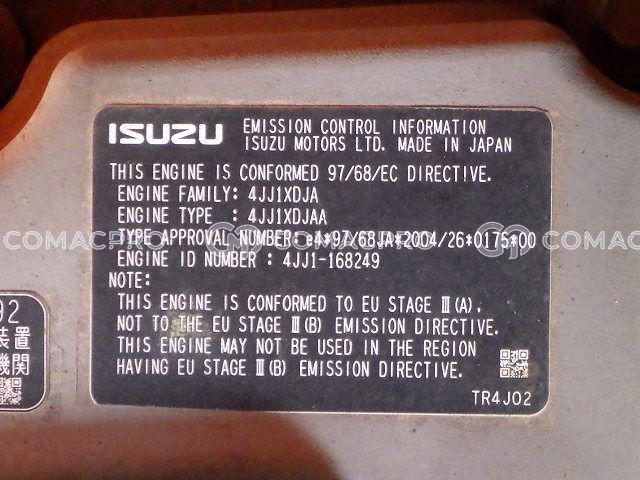 ISUZU EMISSION CONTROL INFORMATION
ISUZU MOTORS LTD. MADE IN JAPAN
THIS ENGINE IS CONFORMED 97/68/EC DIRECTIVE.
ENGINE FAMILY: 4JJ1XDJA
ENGINE TYPE : 4JJ1XDJAA
TYPE APPROVAL NUMBER: e4*97/68JA*2004/26*0175*00
ENGINE ID NUMBER : 4JJ1-168249
NOTE:
THIS ENGINE IS CONFORMED TO EU STAGE Ⅲ(A).
NOT TO THE EU STAGE Ⅲ(B) EMISSION DIRECTIVE.
THIS ENGINE MAY NOT BE USED IN THE REGION
HAVING EU STAGE Ⅲ(B) EMISSION DIRECTIVE.
TR4J02
92
装置
機関
COMACPRO
COMACPRO
COMACPRO